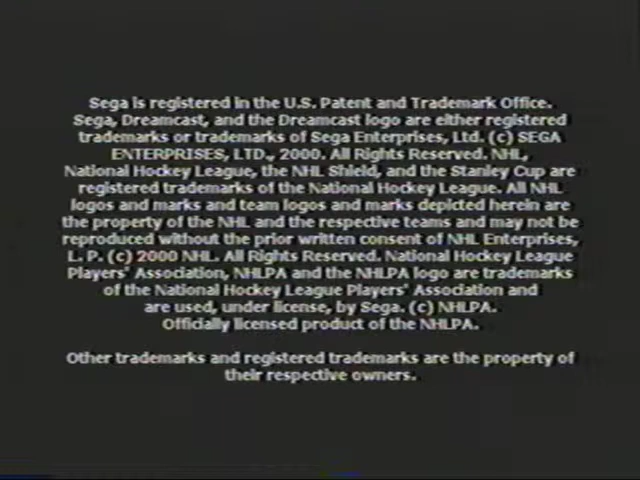 Sega is registered in the U.S. Patent and Trademark Office.
Sega, Dreamcast, and the Dreamcast logo are either registered
trademarks or trademarks of Sega Enterprises, Ltd. (c) SEGA
ENTERPRISES, LTD., 2000. All Rights Reserved. NHL,
National Hockey League, the NHL Shield, and the Stanley Cup are
registered trademarks of the National Hockey League. All NHL
logos and marks and team logos and marks depicted herein are
the property of the NHL and the respective teams and may not be
reproduced without the prior written consent of NHL Enterprises,
L. P. (c) 2000 NHL. All Rights Reserved. National Hockey League
Players' Association, NHLPA and the NHLPA logo are trademarks
of the National Hockey League Players' Association and
are used, under license, by Sega. (c) NHLPA.
Officially licensed product of the NHLPA.
Other trademarks and registered trademarks are the property of
their respective owners.